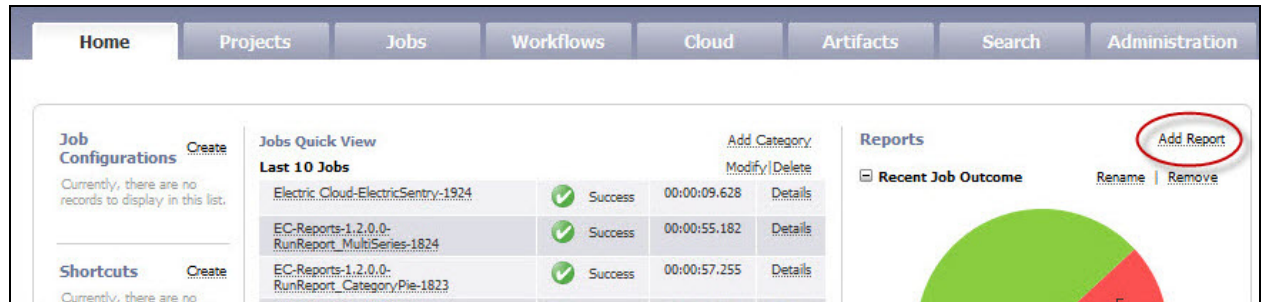 Home Projects Jobs Workflows Cloud Artifacts Search Administration
Job
Configurations Create
Currently, there are no
records to display in this list.
Shortcuts Create
Currently, there are no
Jobs Quick View Add Category
Last 10 Jobs Modify|Delete
Electric Cloud-ElectricSentry-1924 Success 00:00:09.628 Details
EC-Reports-1.2.0.0-
RunReport_MultiSeries-1824 Success 00:00:55.182 Details
EC-Reports-1.2.0.0-
RunReport_CategoryPie-1823 Success 00:00:57.255 Details
Reports Add Report
Recent Job Outcome Rename | Remove